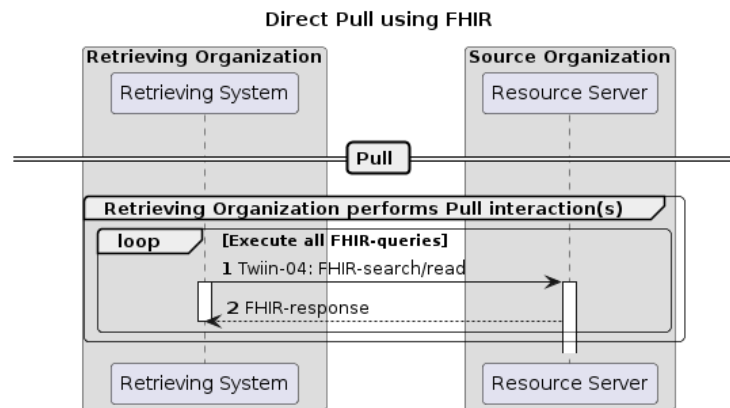 Direct Pull using FHIR
Retrieving Organization
Source Organization
Retrieving System
Resource Server
Pull
Retrieving Organization performs Pull interaction(s)
loop [Execute all FHIR-queries]
1 Twiin-04: FHIR-search/read
2 FHIR-response
Retrieving System
Resource Server